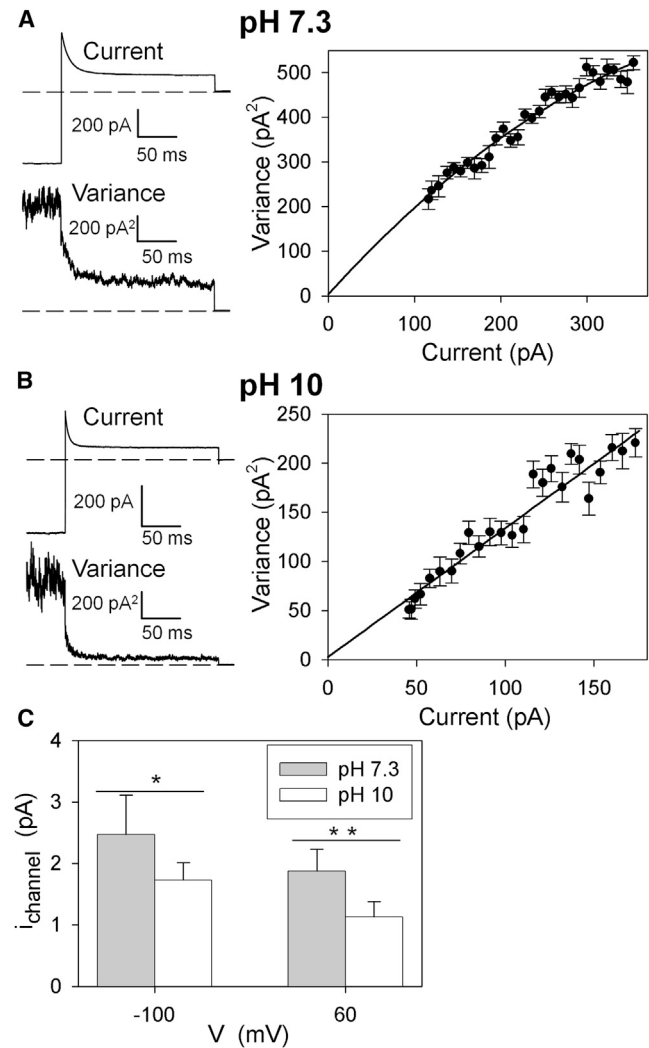 A
pH 7.3
Current
200 pA
50 ms
Variance
200 pA²
50 ms
Variance (pA²)
500
400
300
200
100
0
0 100 200 300
Current (pA)
B
pH 10
Current
200 pA
50 ms
Variance
200 pA²
50 ms
Variance (pA²)
250
200
150
100
50
0
0 50 100 150
Current (pA)
C
i channel (pA)
4
3
2
1
0
*
* *
pH 7.3
pH 10
-100 60
V (mV)